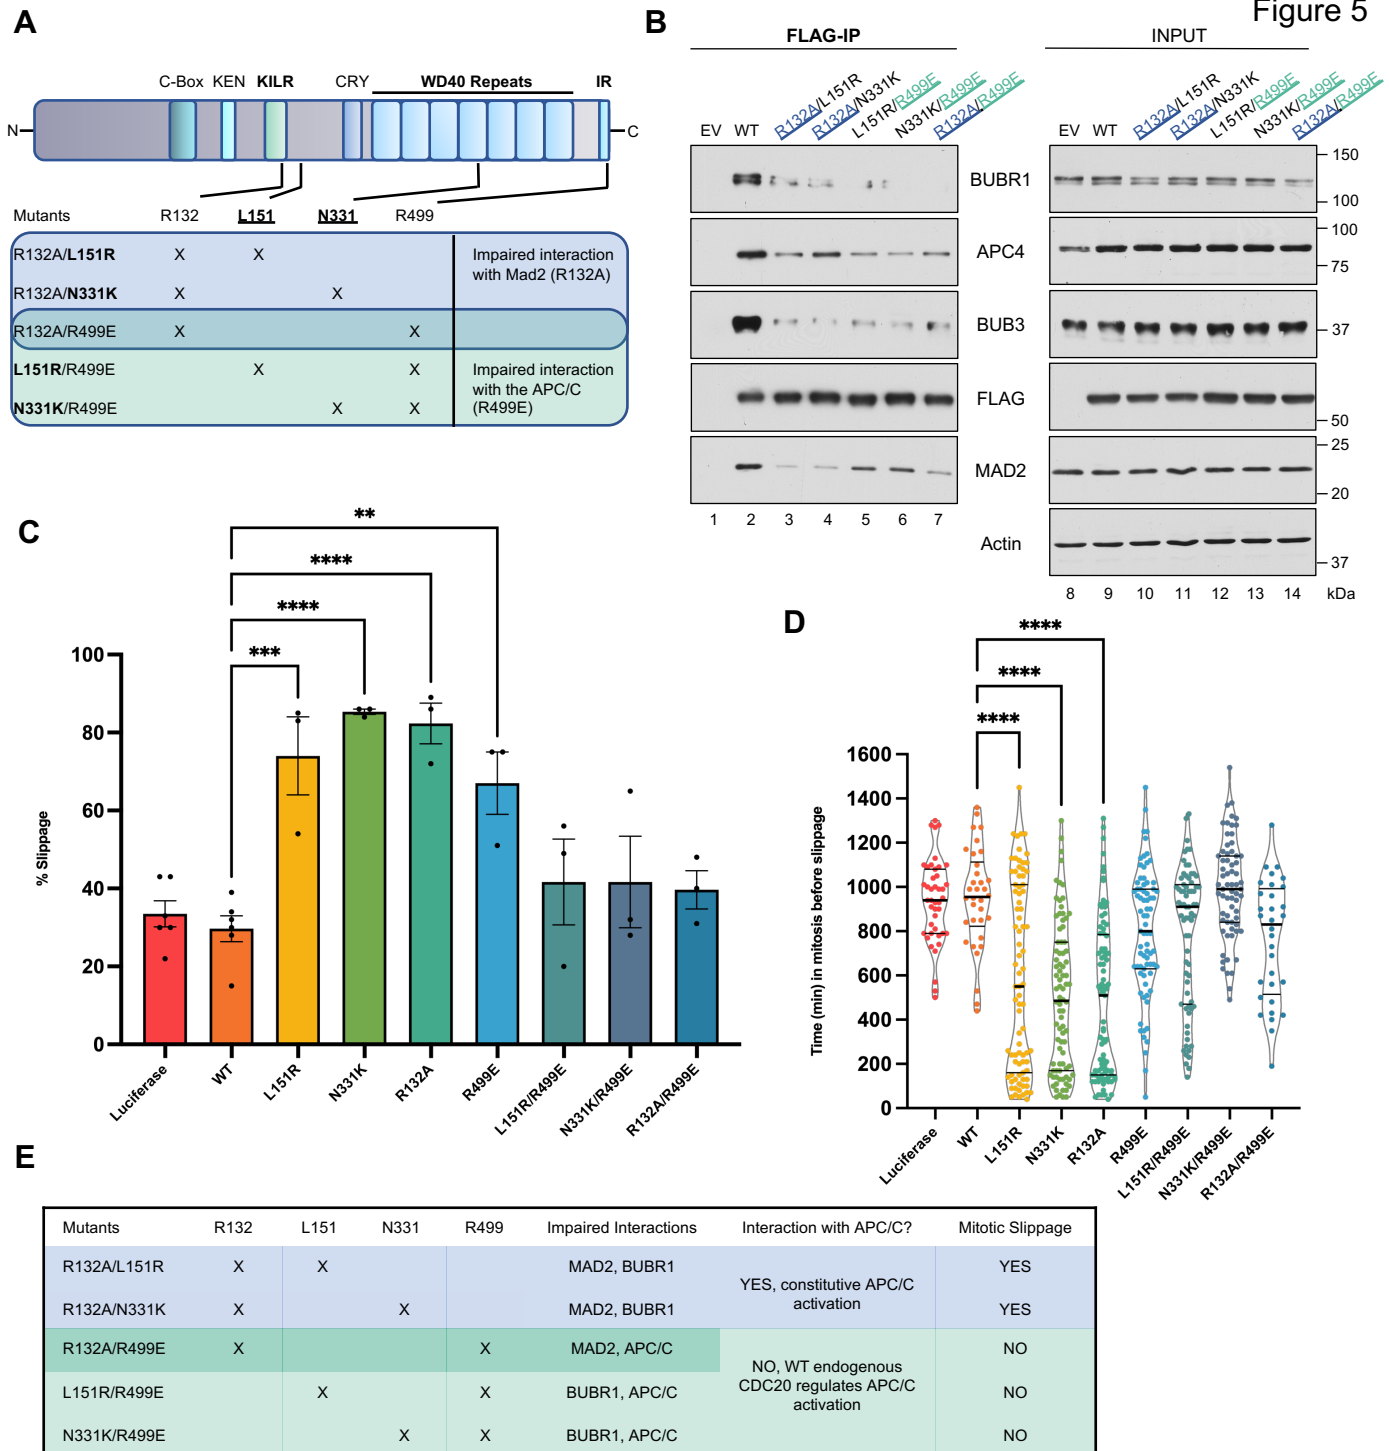 Figure 5
A
C-Box KEN KILR CRY WD40 Repeats IR
N C
Mutants R132 L151 N331 R499
R132A/L151R X X
R132A/N331K X X
R132A/R499E X X
L151R/R499E X X
N331K/R499E X X
Impaired interaction
with Mad2 (R132A)
Impaired interaction
with the APC/C
(R499E)
B
FLAG-IP INPUT
EV WT R132A/L151R R132A/N331K L151R/R499E N331K/R499E R132A/R499E
EV WT R132A/L151R R132A/N331K L151R/R499E N331K/R499E R132A/R499E
BUBR1 150
100
APC4 100
75
BUB3 37
FLAG
50
MAD2 25
20
Actin
37
1 2 3 4 5 6 7
8 9 10 11 12 13 14 kDa
C
**
****
****
***
% Slippage
100
80
60
40
20
0
Luciferase WT L151R N331K R132A R499E L151R/R499E N331K/R499E R132A/R499E
D
****
****
****
Time (min) in mitosis before slippage
1600
1400
1200
1000
800
600
400
200
0
Luciferase WT L151R N331K R132A R499E L151R/R499E N331K/R499E R132A/R499E
E
Mutants R132 L151 N331 R499 Impaired Interactions Interaction with APC/C? Mitotic Slippage
R132A/L151R X X MAD2, BUBR1 YES
YES, constitutive APC/C
activation
R132A/N331K X X MAD2, BUBR1 YES
R132A/R499E X X MAD2, APC/C NO
NO, WT endogenous
CDC20 regulates APC/C
activation
L151R/R499E X X BUBR1, APC/C NO
N331K/R499E X X BUBR1, APC/C NO